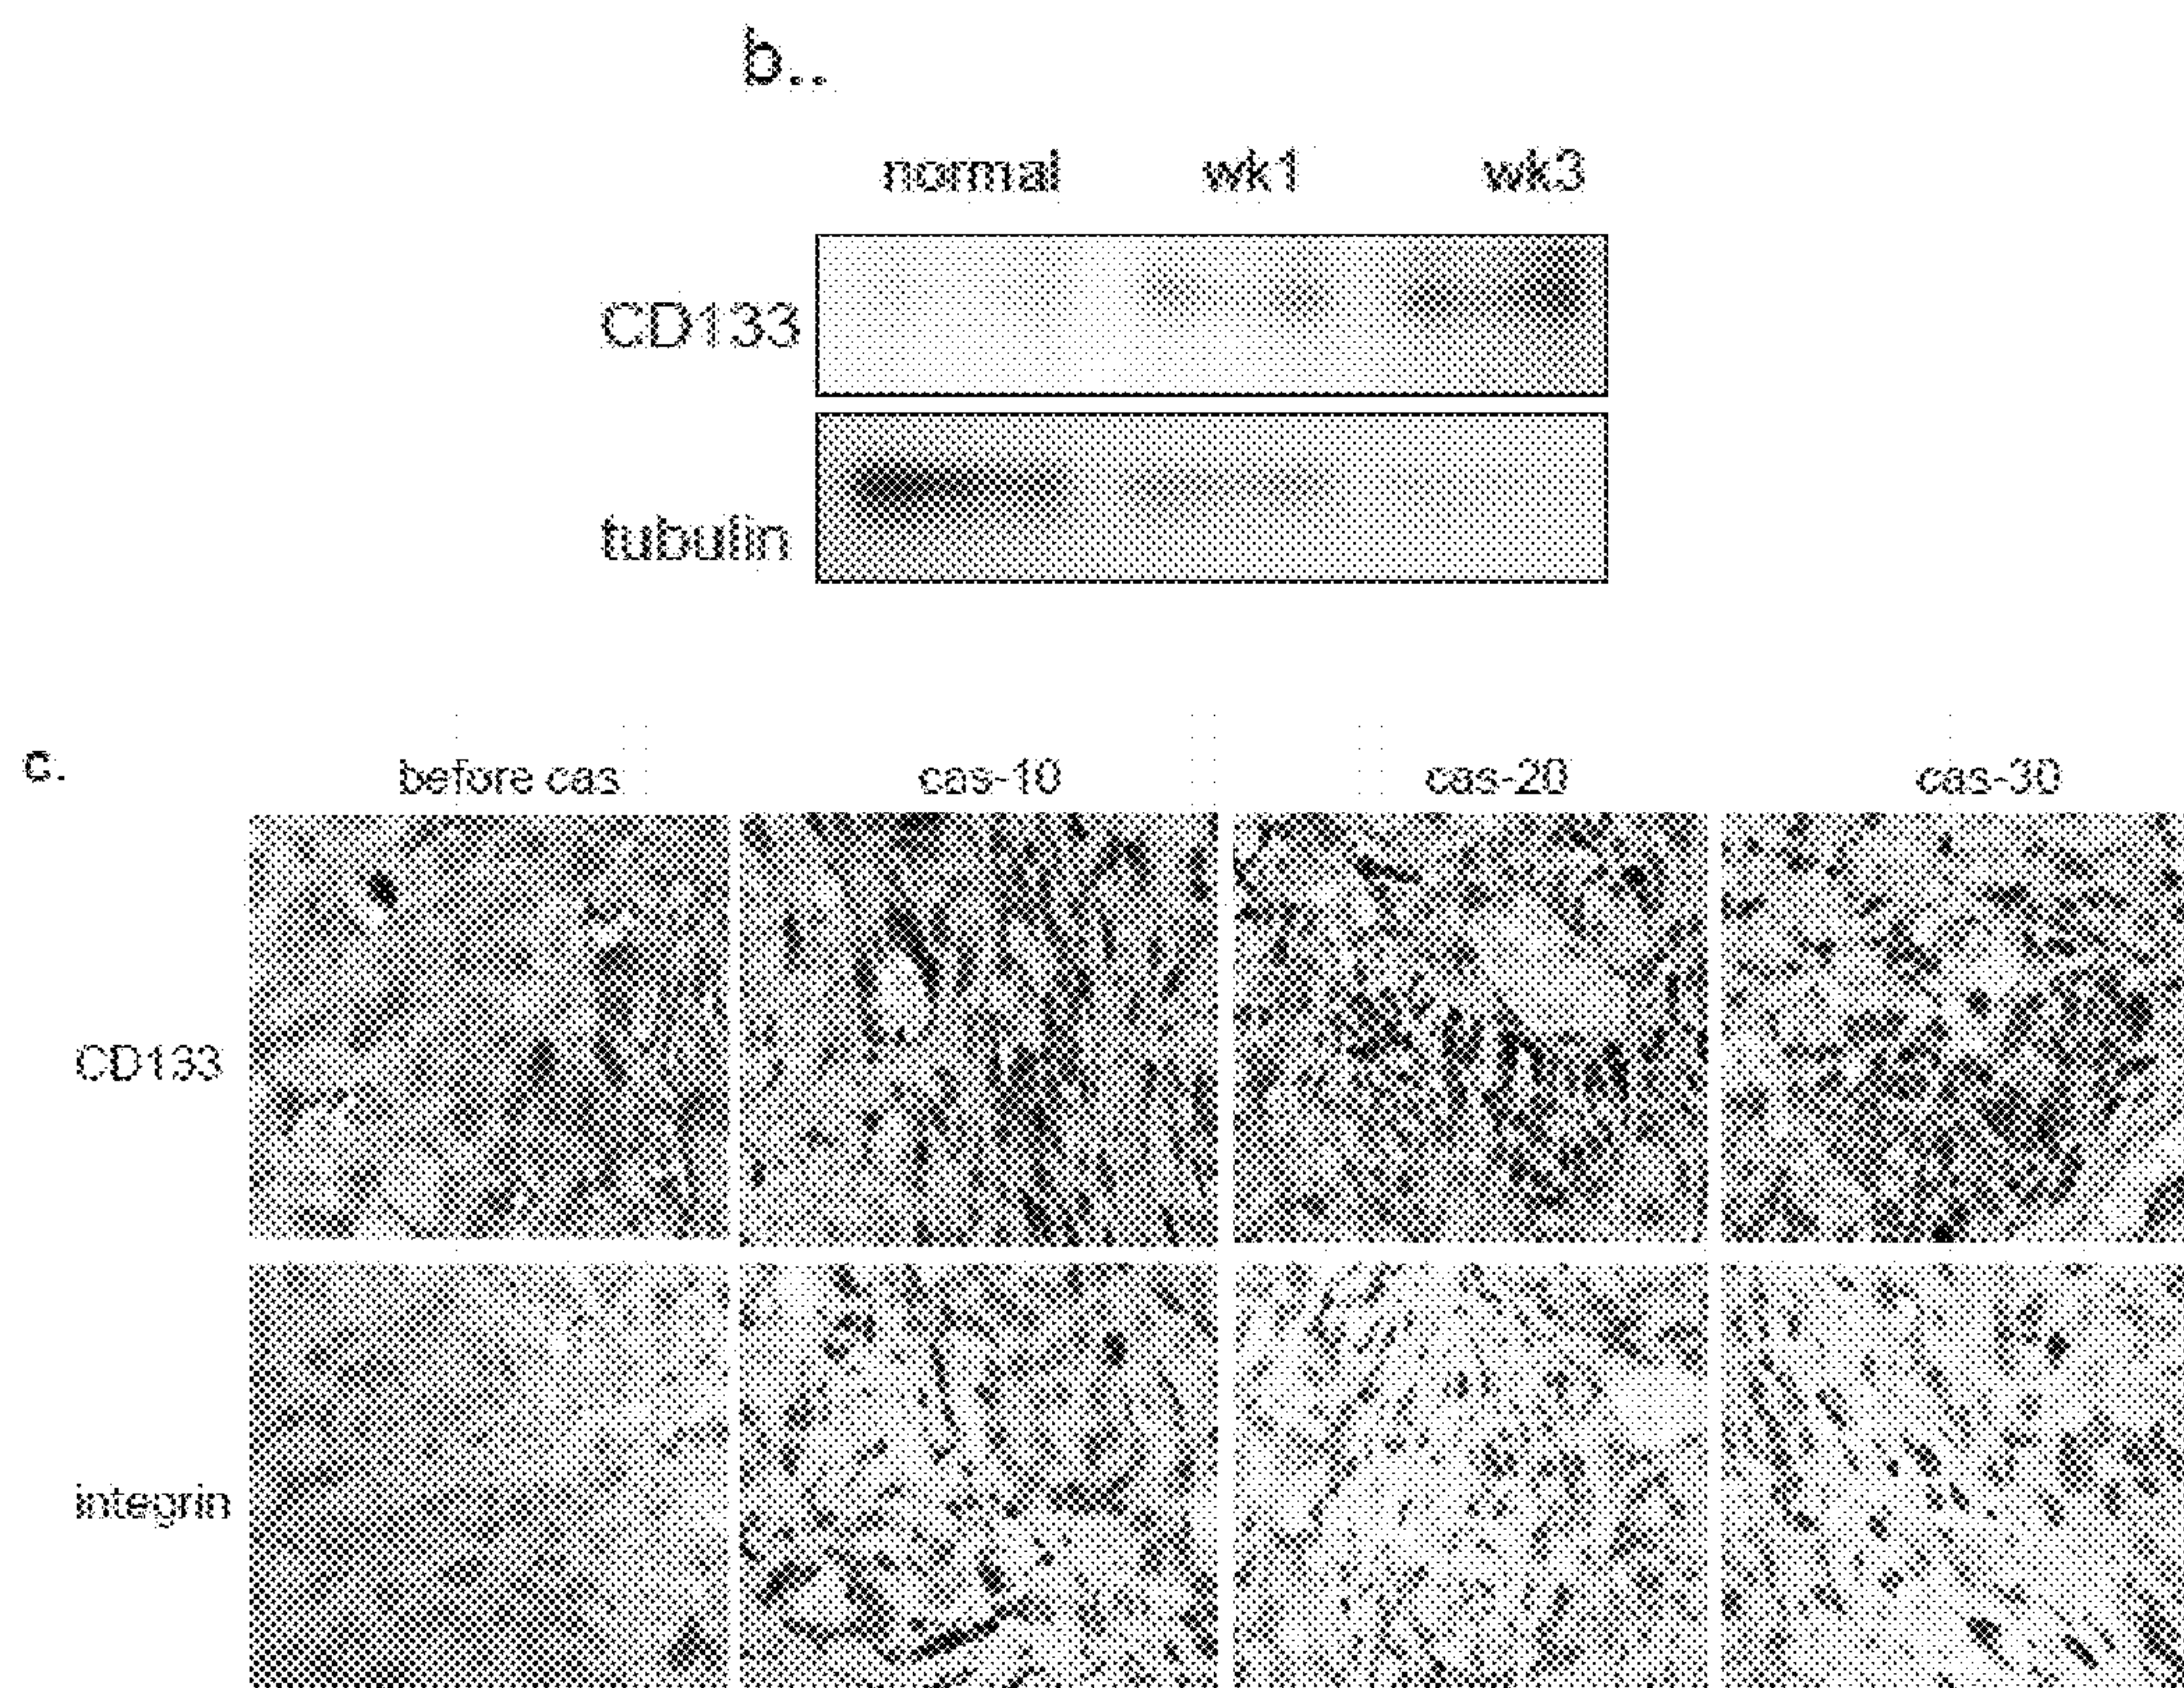 b..
normal wk1 wk3
CD133
tubulin
c.
before cas cas-10 cas-20 cas-30
CD133
integrin